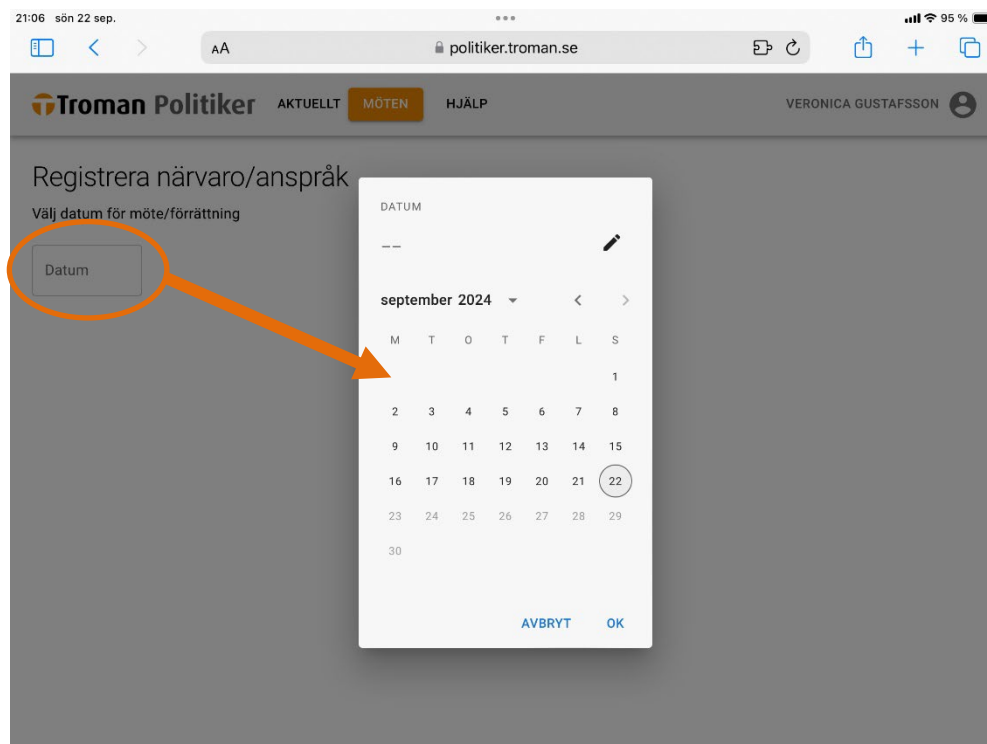 21:06 sön 22 sep.
95 %
AA
politiker.troman.se
Troman Politiker AKTUELLT MÖTEN HJÄLP VERONICA GUSTAFSSON
Registrera närvaro/anspråk
Välj datum för möte/förrättning
Datum
DATUM
––
september 2024
M T O T F L S
1
2 3 4 5 6 7 8
9 10 11 12 13 14 15
16 17 18 19 20 21 22
23 24 25 26 27 28 29
30
AVBRYT OK